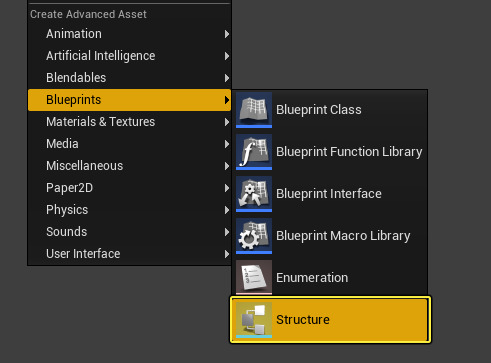 Create Advanced Asset
Animation
Artificial Intelligence
Blendables
Blueprints
Materials & Textures
Media
Miscellaneous
Paper2D
Physics
Sounds
User Interface
Blueprint Class
Blueprint Function Library
Blueprint Interface
Blueprint Macro Library
Enumeration
Structure